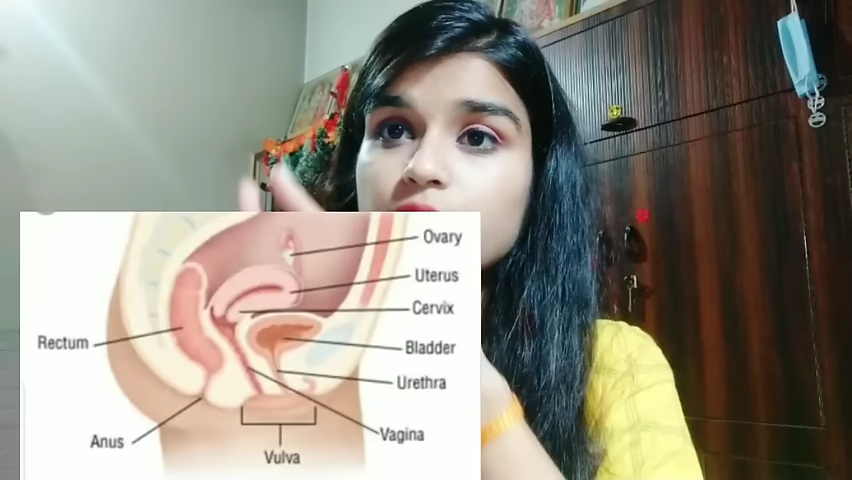 Ovary
Uterus
Cervix
Rectum
Bladder
Urethra
Anus
Vagina
Vulva